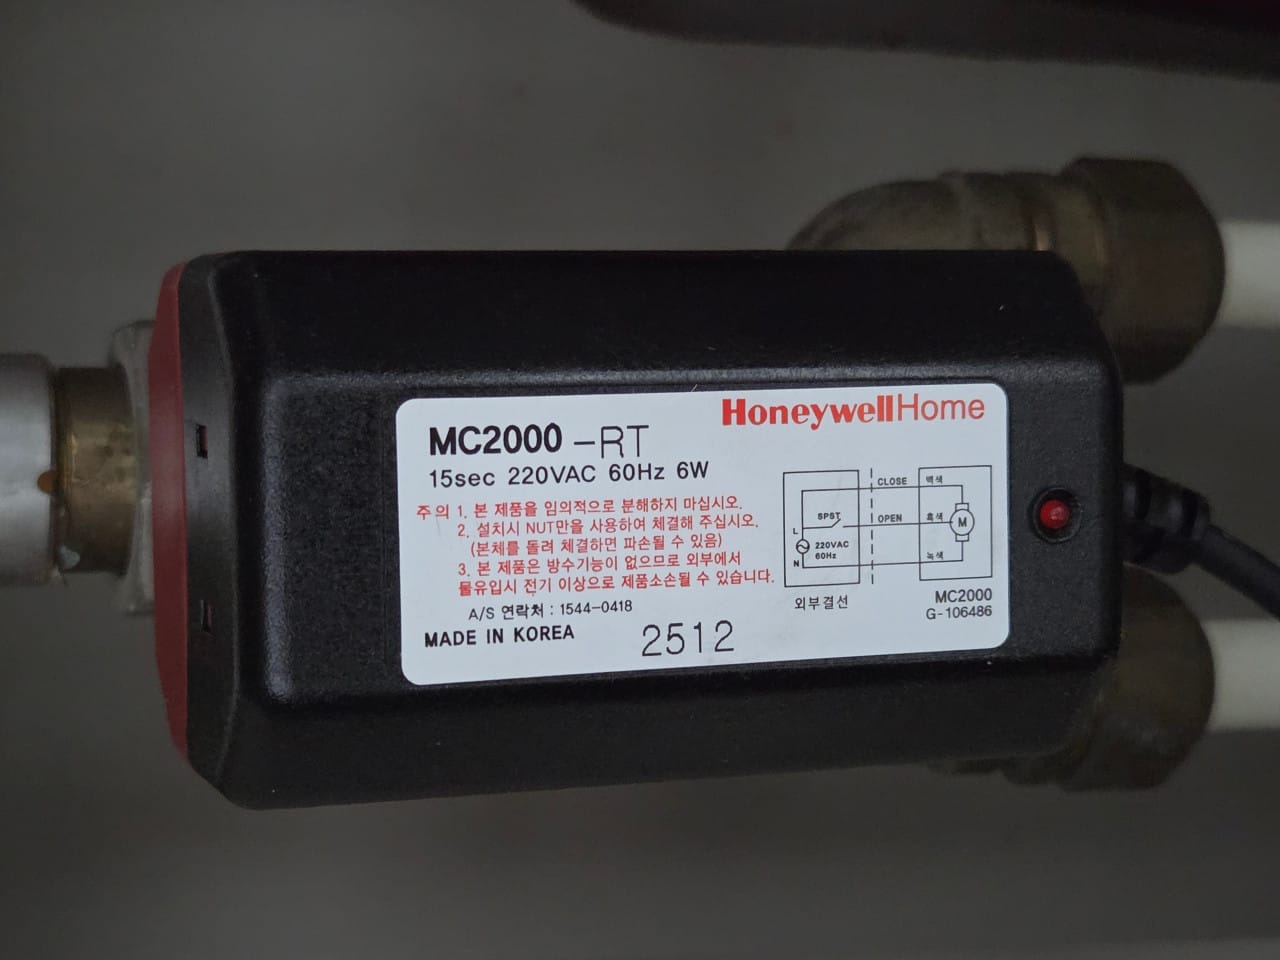 HoneywellHome
MC2000 -RT
15sec 220VAC 60Hz 6W
주 의 1. 본 제품을 임의적으로 분해하지 마십시오.
2. 설치시 NUT만을 사용하여 체결해 주십시오.
(본체를 돌려 체결하면 파손될 수 있음)
3. 본 제품은 방수기능이 없으므로 외부에서
물유입시 전기 이상으로 제품소손될 수 있습니다.
A/S 연락처 : 1544-0418
MADE IN KOREA
2512
CLOSE 백색
SPST OPEN 흑색
L
M
220VAC
60Hz
N
녹색
외부결선
MC2000
G-106486